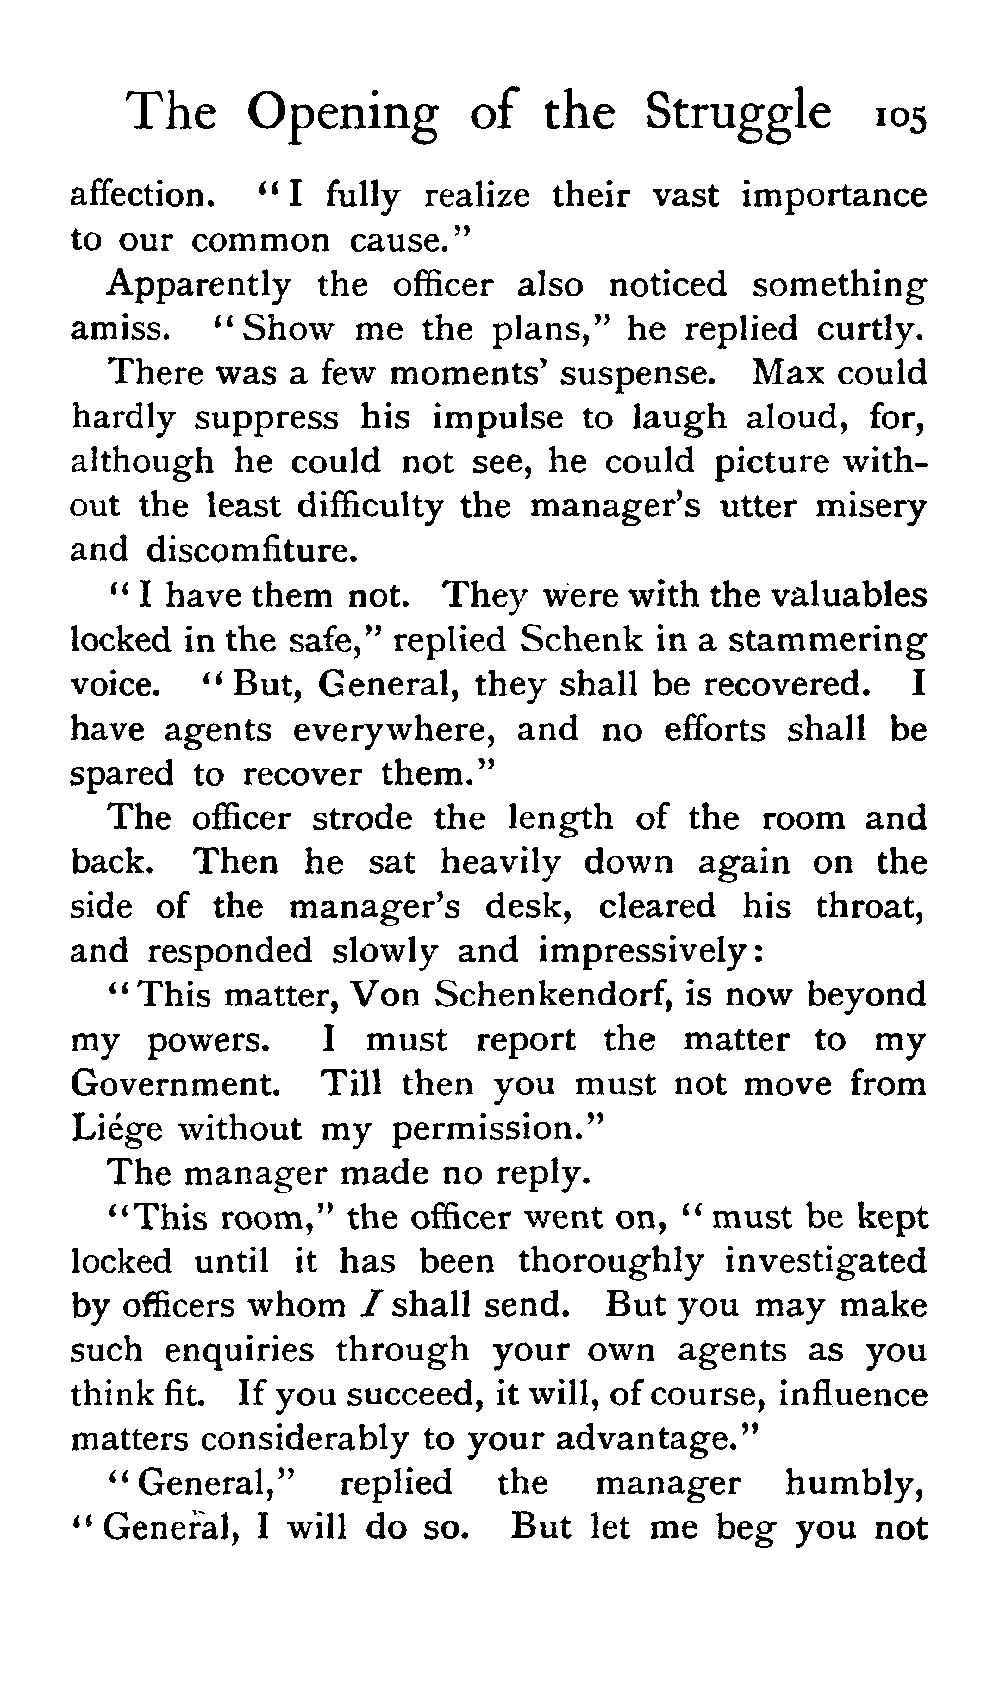 The Opening of the Struggle 105
affection. "I fully realize their vast importance
to our common cause."
Apparently the officer also noticed something
amiss. "Show me the plans," he replied curtly.
There was a few moments' suspense. Max could
hardly suppress his impulse to laugh aloud, for,
although he could not see, he could picture with-
out the least difficulty the manager's utter misery
and discomfiture.
"I have them not. They were with the valuables
locked in the safe," replied Schenk in a stammering
voice. "But, General, they shall be recovered. I
have agents everywhere, and no efforts shall be
spared to recover them."
The officer strode the length of the room and
back. Then he sat heavily down again on the
side of the manager's desk, cleared his throat,
and responded slowly and impressively:
"This matter, Von Schenkendorf, is now beyond
my powers. I must report the matter to my
Government. Till then you must not move from
Liége without my permission."
The manager made no reply.
"This room," the officer went on, "must be kept
locked until it has been thoroughly investigated
by officers whom I shall send. But you may make
such enquiries through your own agents as you
think fit. If you succeed, it will, of course, influence
matters considerably to your advantage."
"General," replied the manager humbly,
"General, I will do so. But let me beg you not